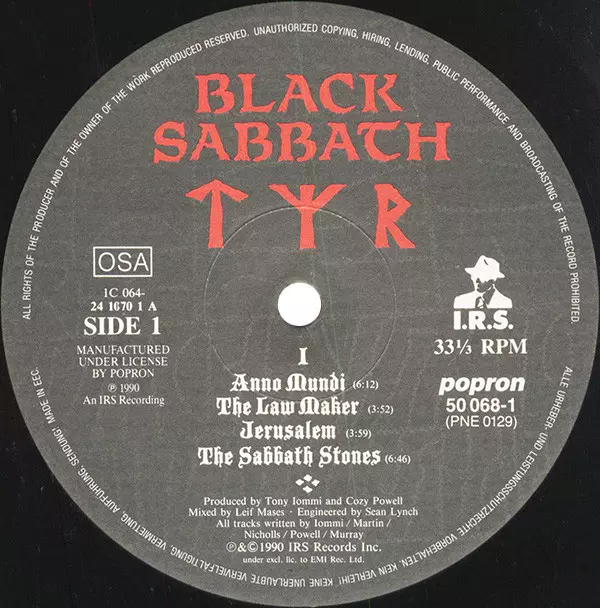 ALL RIGHTS OF THE PRODUCER AND OF THE OWNER OF THE WORK REPRODUCED RESERVED. UNAUTHORIZED COPYING, HIRING, LENDING, PUBLIC PERFORMANCE AND BROADCASTING OF THE RECORD PROHIBITED.
BLACK
SABBATH
ᛏᛉᚱ
OSA
1C 064-
24 1670 1 A
SIDE 1
MANUFACTURED
UNDER LICENSE
BY POPRON
℗ 1990
An IRS Recording
I.R.S.
33⅓ RPM
popron
50 068-1
(PNE 0129)
I
Anno Mundi (6:12)
The Law Maker (3:52)
Jerusalem (3:59)
The Sabbath Stones (6:46)
Produced by Tony Iommi and Cozy Powell
Mixed by Leif Mases · Engineered by Sean Lynch
All tracks written by Iommi / Martin /
Nicholls / Powell / Murray
℗&©1990 IRS Records Inc.
under excl. lic. to EMI Rec. Ltd.
ALLE URHEBER- UND LEISTUNGSSCHUTZRECHTE VORBEHALTEN. KEIN VERLEIH! KEINE UNERLAUBTE VERVIELFÄLTIGUNG, VERMIETUNG, AUFFÜHRUNG, SENDUNG! MADE IN EEC.